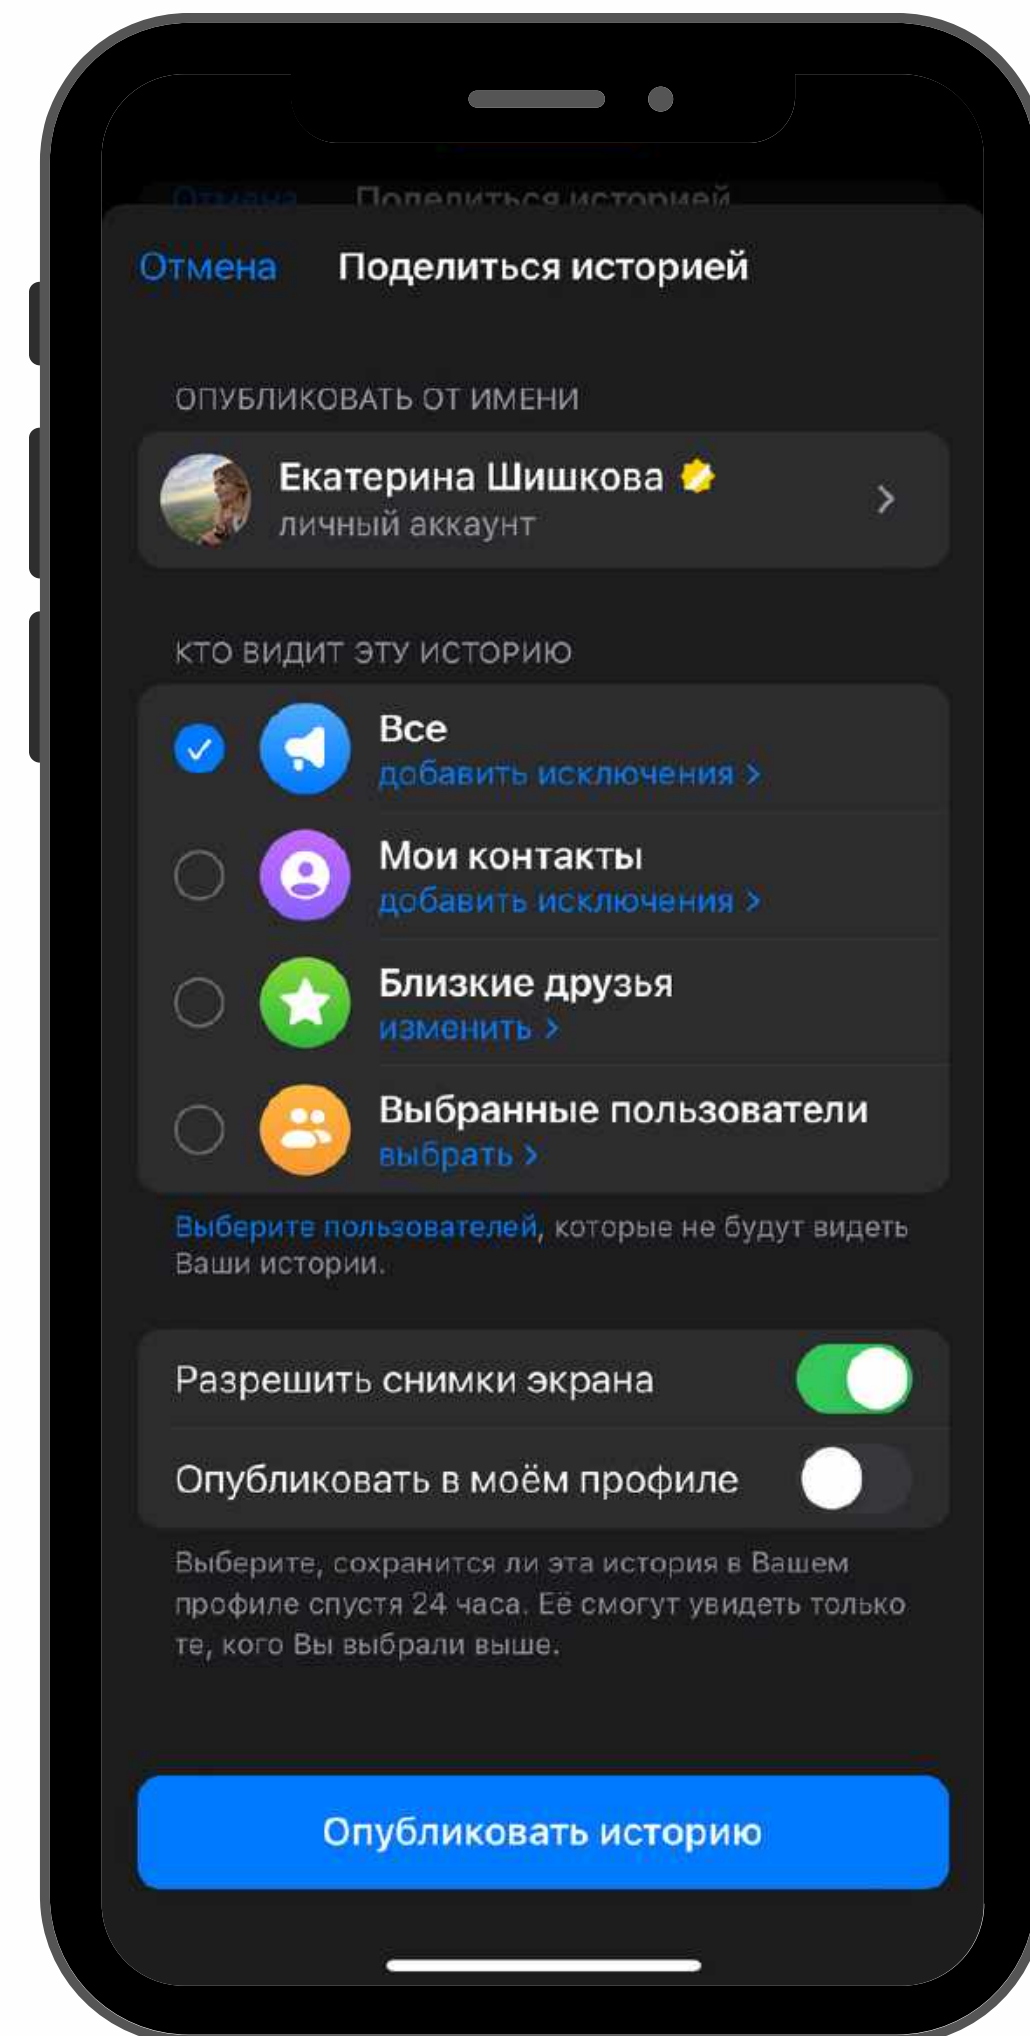 Отмена Поделиться историей
Отмена Поделиться историей
ОПУБЛИКОВАТЬ ОТ ИМЕНИ
Екатерина Шишкова
личный аккаунт
КТО ВИДИТ ЭТУ ИСТОРИЮ
Все
добавить исключения >
Мои контакты
добавить исключения >
Близкие друзья
изменить >
Выбранные пользователи
выбрать >
Выберите пользователей, которые не будут видеть
Ваши истории.
Разрешить снимки экрана
Опубликовать в моём профиле
Выберите, сохранится ли эта история в Вашем
профиле спустя 24 часа. Её смогут увидеть только
те, кого Вы выбрали выше.
Опубликовать историю